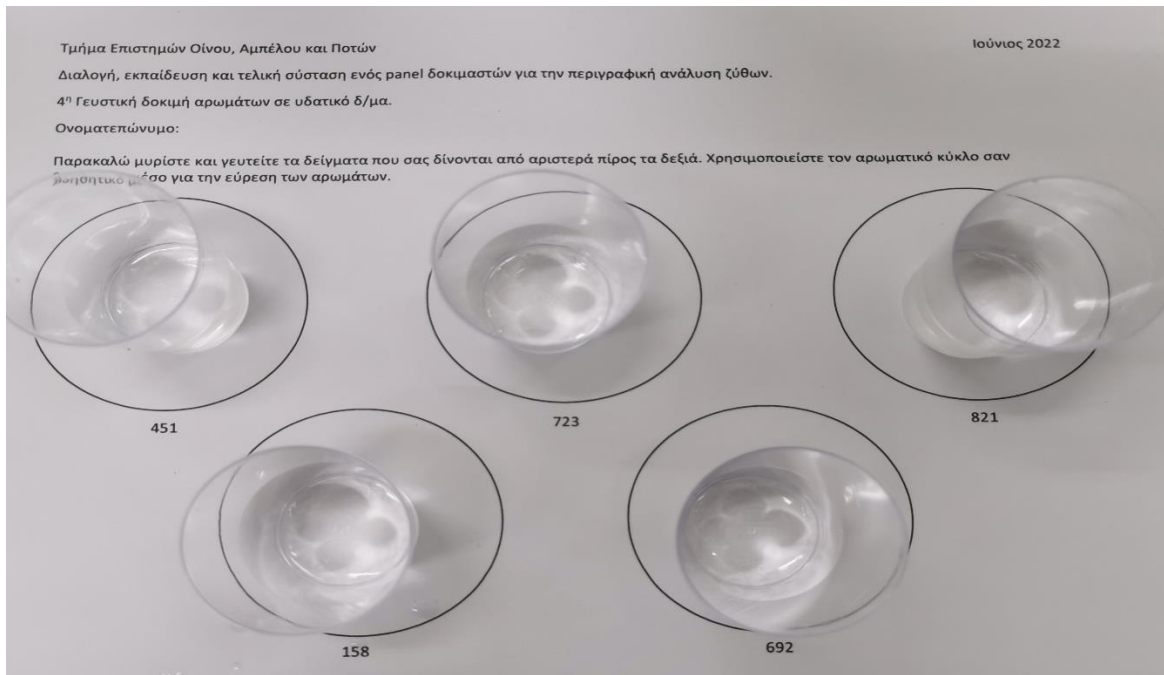 Τμήμα Επιστημών Οίνου, Αμπέλου και Ποτών
Ιούνιος 2022
Διαλογή, εκπαίδευση και τελική σύσταση ενός panel δοκιμαστών για την περιγραφική ανάλυση ζύθων.
4η Γευστική δοκιμή αρωμάτων σε υδατικό δ/μα.
Ονοματεπώνυμο:
Παρακαλώ μυρίστε και γευτείτε τα δείγματα που σας δίνονται από αριστερά πίρος τα δεξιά. Χρησιμοποιείστε τον αρωματικό κύκλο σαν
βοηθητικό μέσο για την εύρεση των αρωμάτων.
451
723
821
158
692